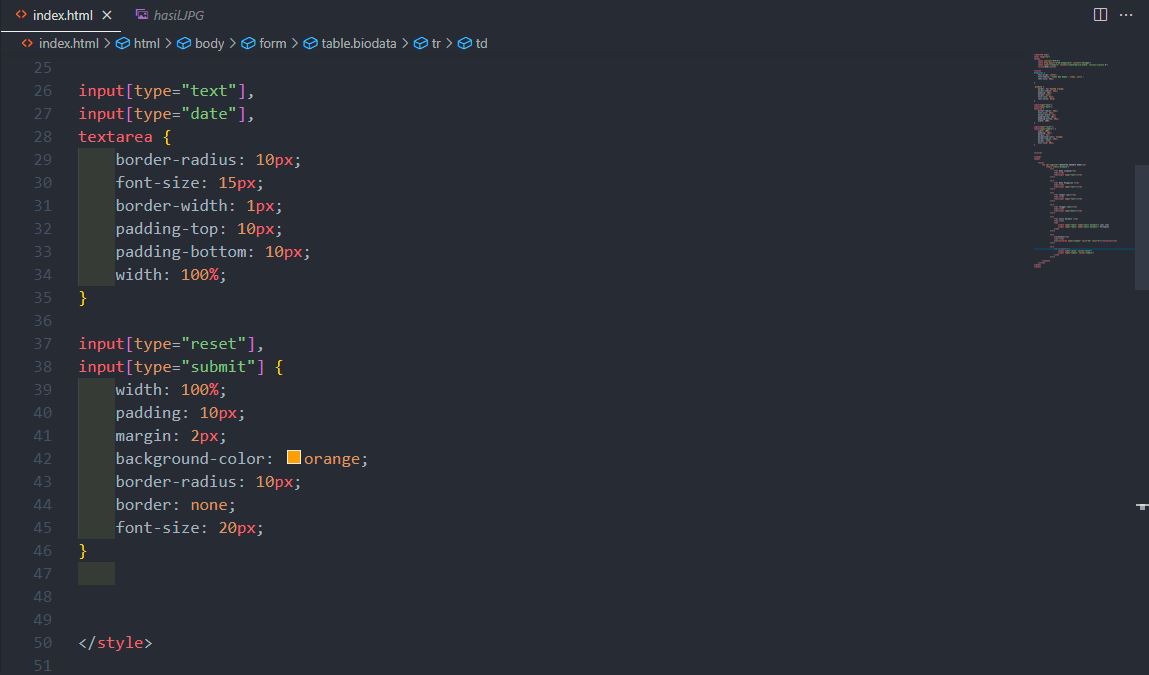 index.html
hasil.JPG
index.html > html > body > form > table.biodata > tr > td
25
26 input[type="text"],
27 input[type="date"],
28 textarea {
29 border-radius: 10px;
30 font-size: 15px;
31 border-width: 1px;
32 padding-top: 10px;
33 padding-bottom: 10px;
34 width: 100%;
35 }
36
37 input[type="reset"],
38 input[type="submit"] {
39 width: 100%;
40 padding: 10px;
41 margin: 2px;
42 background-color: orange;
43 border-radius: 10px;
44 border: none;
45 font-size: 20px;
46 }
47
48
49
50 </style>
51